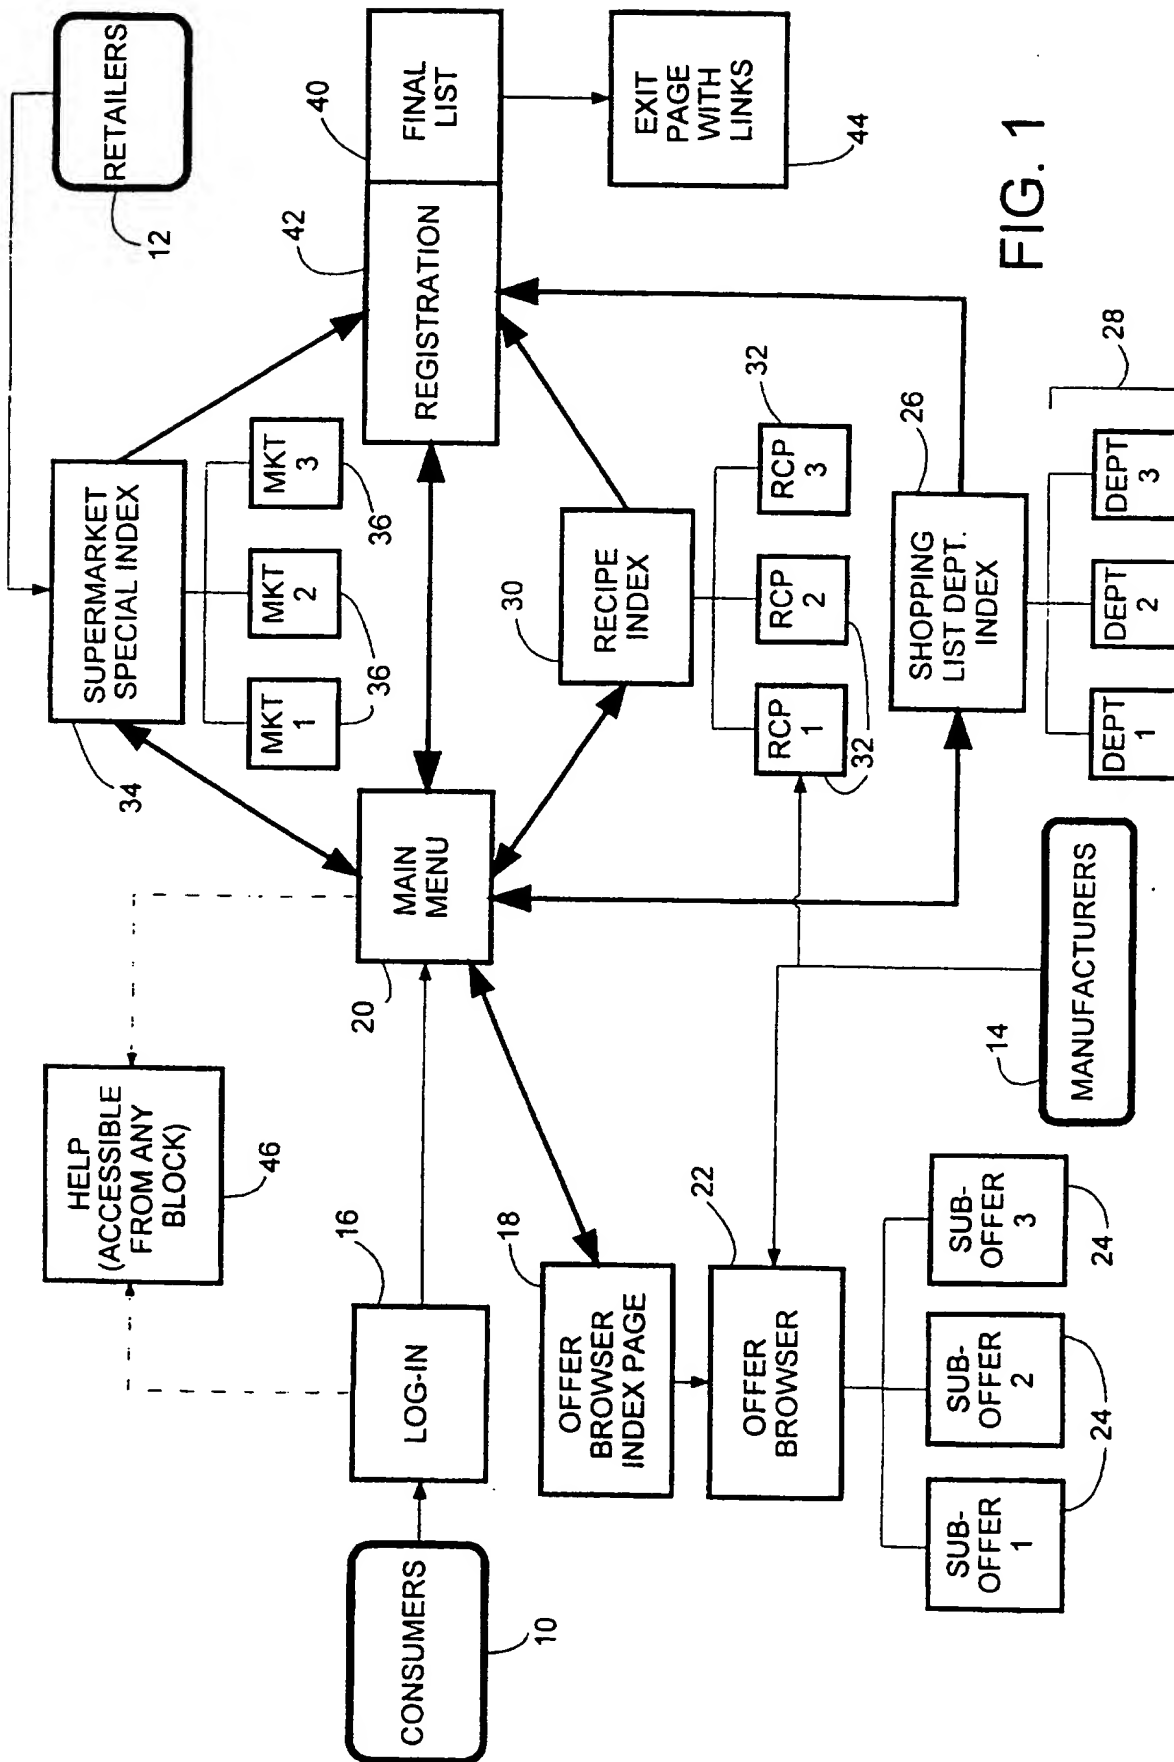 RETAILERS
12
SUPERMARKET
SPECIAL INDEX
34
MKT
1
MKT
2
MKT
3
36
36
HELP
(ACCESSIBLE
FROM ANY
BLOCK)
46
CONSUMERS
10
LOG-IN
16
MAIN
MENU
20
REGISTRATION
42
FINAL
LIST
40
EXIT
PAGE
WITH
LINKS
44
OFFER
BROWSER
INDEX PAGE
18
OFFER
BROWSER
22
SUB-
OFFER
1
SUB-
OFFER
2
SUB-
OFFER
3
24
24
RECIPE
INDEX
30
RCP
1
RCP
2
RCP
3
32
32
SHOPPING
LIST DEPT.
INDEX
26
DEPT
1
DEPT
2
DEPT
3
28
MANUFACTURERS
14
FIG. 1